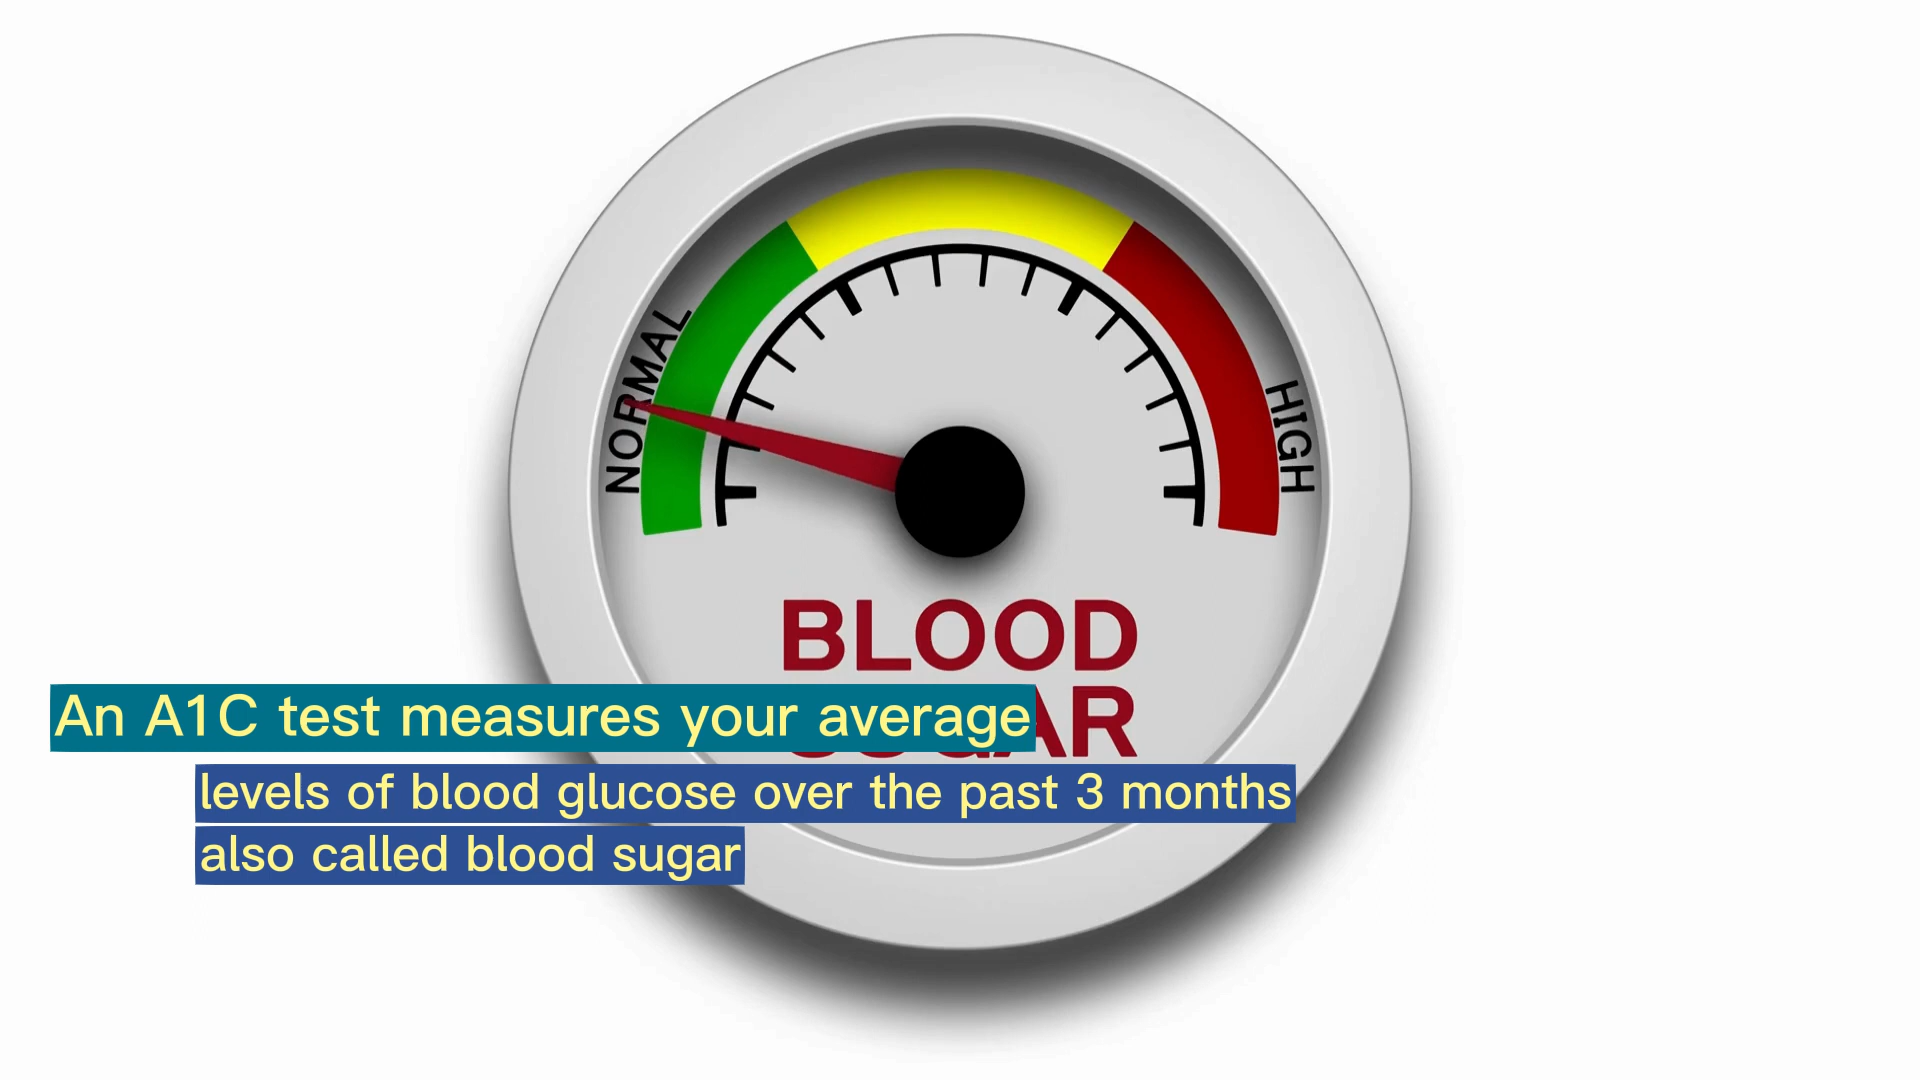 NORMAL
HIGH
BLOOD
An A1C test measures your average
levels of blood glucose over the past 3 months
also called blood sugar